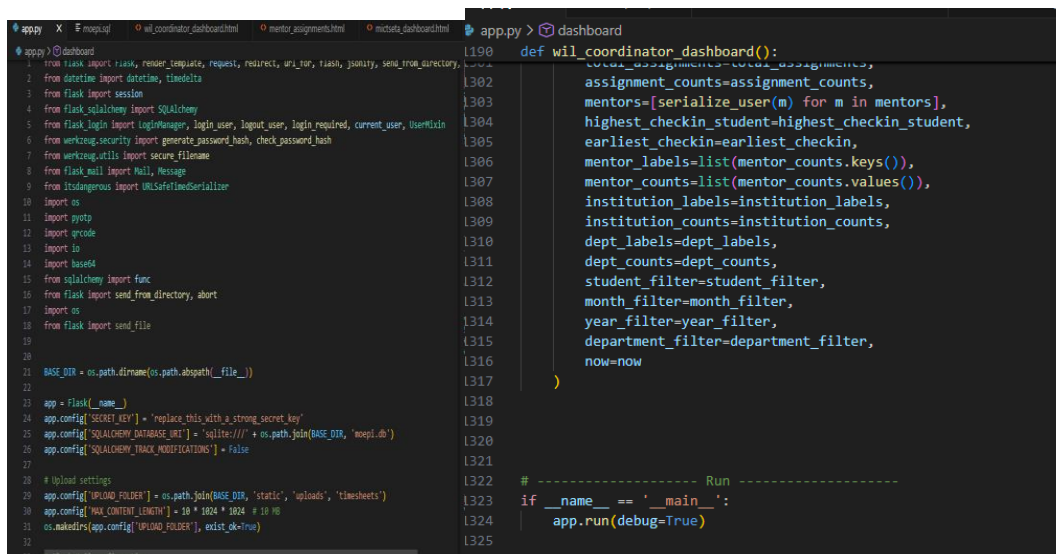 app.py X moepi.sql wil_coordinator_dashboard.html mentor_assignments.html mictseta_dashboard.html
app.py > dashboard
1 from flask import Flask, render_template, request, redirect, url_for, flash, jsonify, send_from_directory,
2 from datetime import datetime, timedelta
3 from flask import session
4 from flask_sqlalchemy import SQLAlchemy
5 from flask_login import LoginManager, login_user, logout_user, login_required, current_user, UserMixin
6 from werkzeug.security import generate_password_hash, check_password_hash
7 from werkzeug.utils import secure_filename
8 from flask_mail import Mail, Message
9 from itsdangerous import URLSafeTimedSerializer
10 import os
11 import pyotp
12 import qrcode
13 import io
14 import base64
15 from sqlalchemy import func
16 from flask import send_from_directory, abort
17 import os
18 from flask import send_file
19
20
21 BASE_DIR = os.path.dirname(os.path.abspath(__file__))
22
23 app = Flask(__name__)
24 app.config['SECRET_KEY'] = 'replace_this_with_a_strong_secret_key'
25 app.config['SQLALCHEMY_DATABASE_URI'] = 'sqlite:///' + os.path.join(BASE_DIR, 'moepi.db')
26 app.config['SQLALCHEMY_TRACK_MODIFICATIONS'] = False
27
28 # Upload settings
29 app.config['UPLOAD_FOLDER'] = os.path.join(BASE_DIR, 'static', 'uploads', 'timesheets')
30 app.config['MAX_CONTENT_LENGTH'] = 10 * 1024 * 1024 # 10 MB
31 os.makedirs(app.config['UPLOAD_FOLDER'], exist_ok=True)
32
app.py > dashboard
1190 def wil_coordinator_dashboard():
1301 total_assignments=total_assignments,
1302 assignment_counts=assignment_counts,
1303 mentors=[serialize_user(m) for m in mentors],
1304 highest_checkin_student=highest_checkin_student,
1305 earliest_checkin=earliest_checkin,
1306 mentor_labels=list(mentor_counts.keys()),
1307 mentor_counts=list(mentor_counts.values()),
1308 institution_labels=institution_labels,
1309 institution_counts=institution_counts,
1310 dept_labels=dept_labels,
1311 dept_counts=dept_counts,
1312 student_filter=student_filter,
1313 month_filter=month_filter,
1314 year_filter=year_filter,
1315 department_filter=department_filter,
1316 now=now
1317 )
1318
1319
1320
1321
1322 # -------------------- Run --------------------
1323 if __name__ == '__main__':
1324 app.run(debug=True)
1325